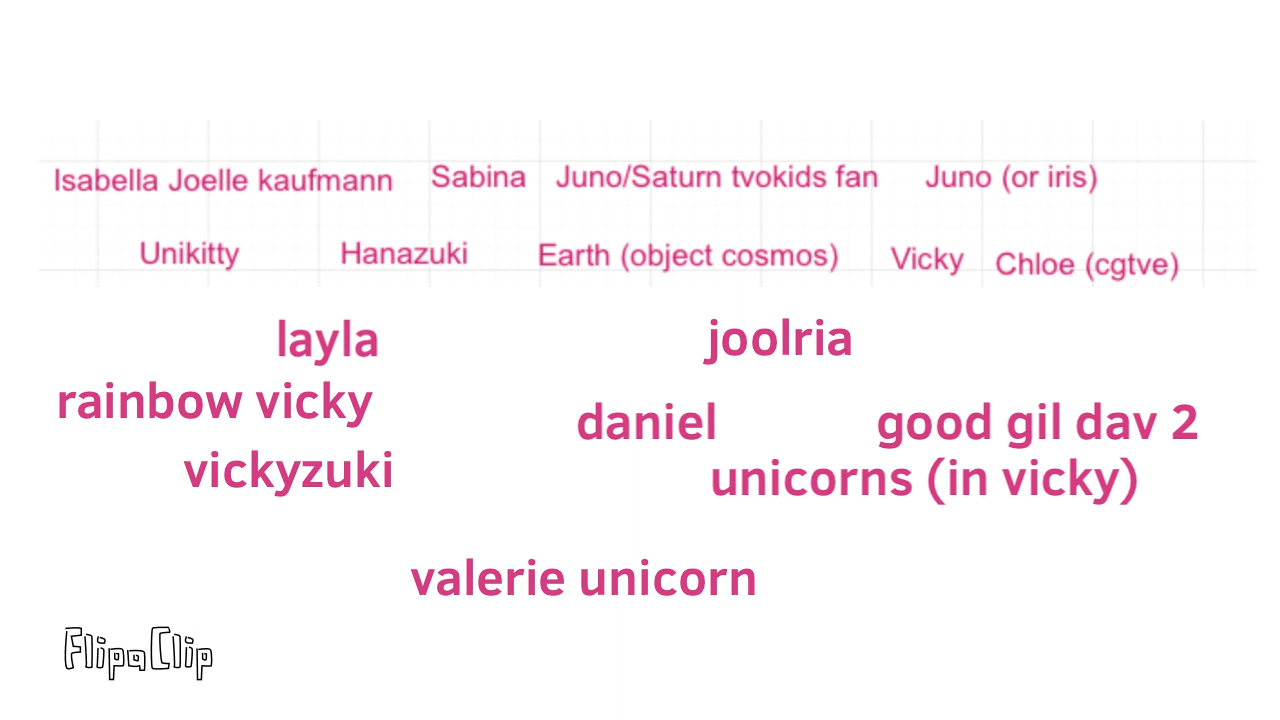 Isabella Joelle kaufmann Sabina Juno/Saturn tvokids fan Juno (or iris)
Unikitty Hanazuki Earth (object cosmos) Vicky Chloe (cgtve)
layla joolria
rainbow vicky daniel good gil dav 2
vickyzuki unicorns (in vicky)
valerie unicorn
FlipaClip